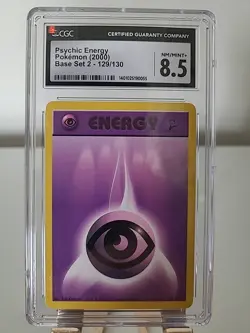 CGC
CERTIFIED GUARANTY COMPANY
Psychic Energy
Pokémon (2000)
Base Set 2 - 129/130
NM/MINT+
8.5
ENERGY